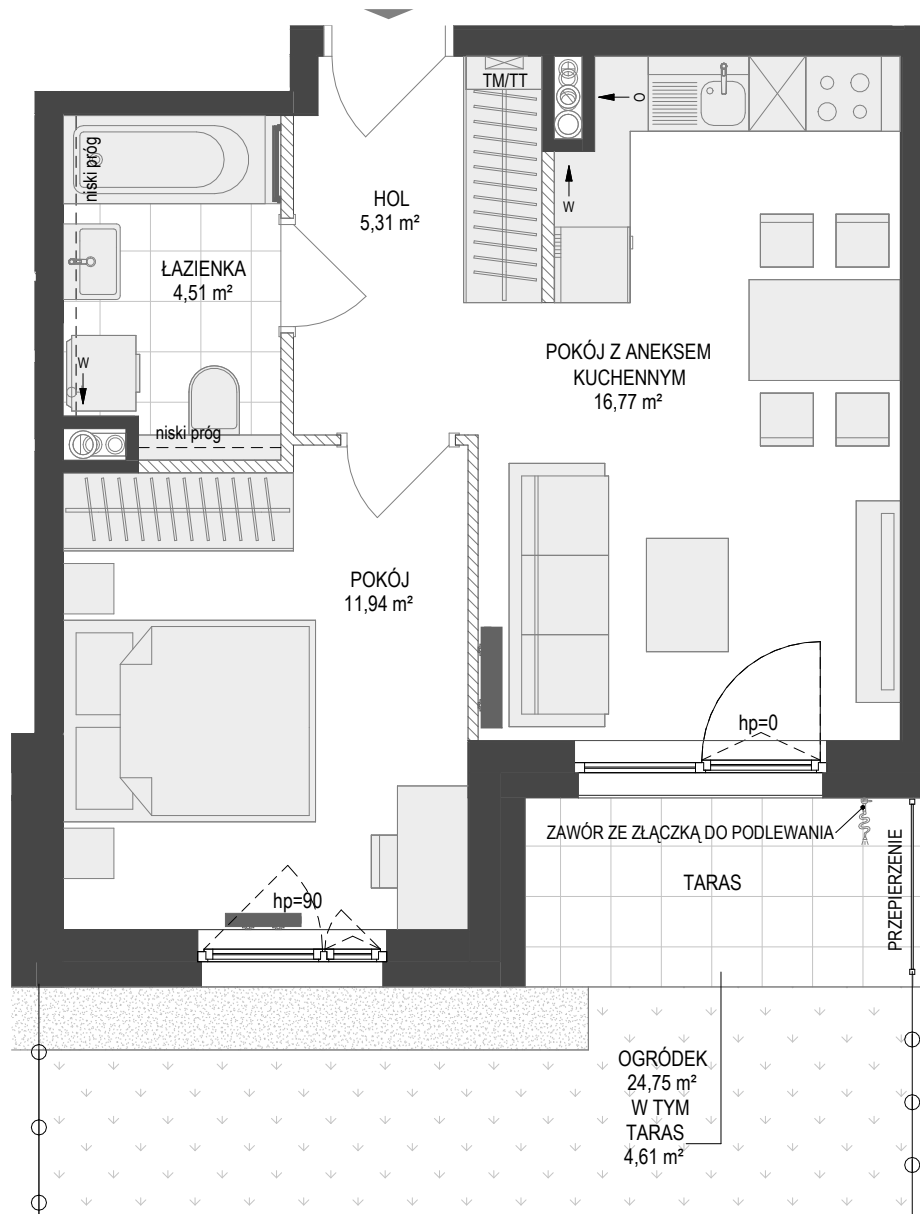 TM/TT
O
niski próg
W
HOL
5,31 m²
ŁAZIENKA
4,51 m²
POKÓJ Z ANEKSEM
KUCHENNYM
16,77 m²
W
niski próg
POKÓJ
11,94 m²
hp=0
ZAWÓR ZE ZŁĄCZKĄ DO PODLEWANIA
TARAS
PRZEPIERZENIE
hp=90
OGRÓDEK
24,75 m²
W TYM
TARAS
4,61 m²